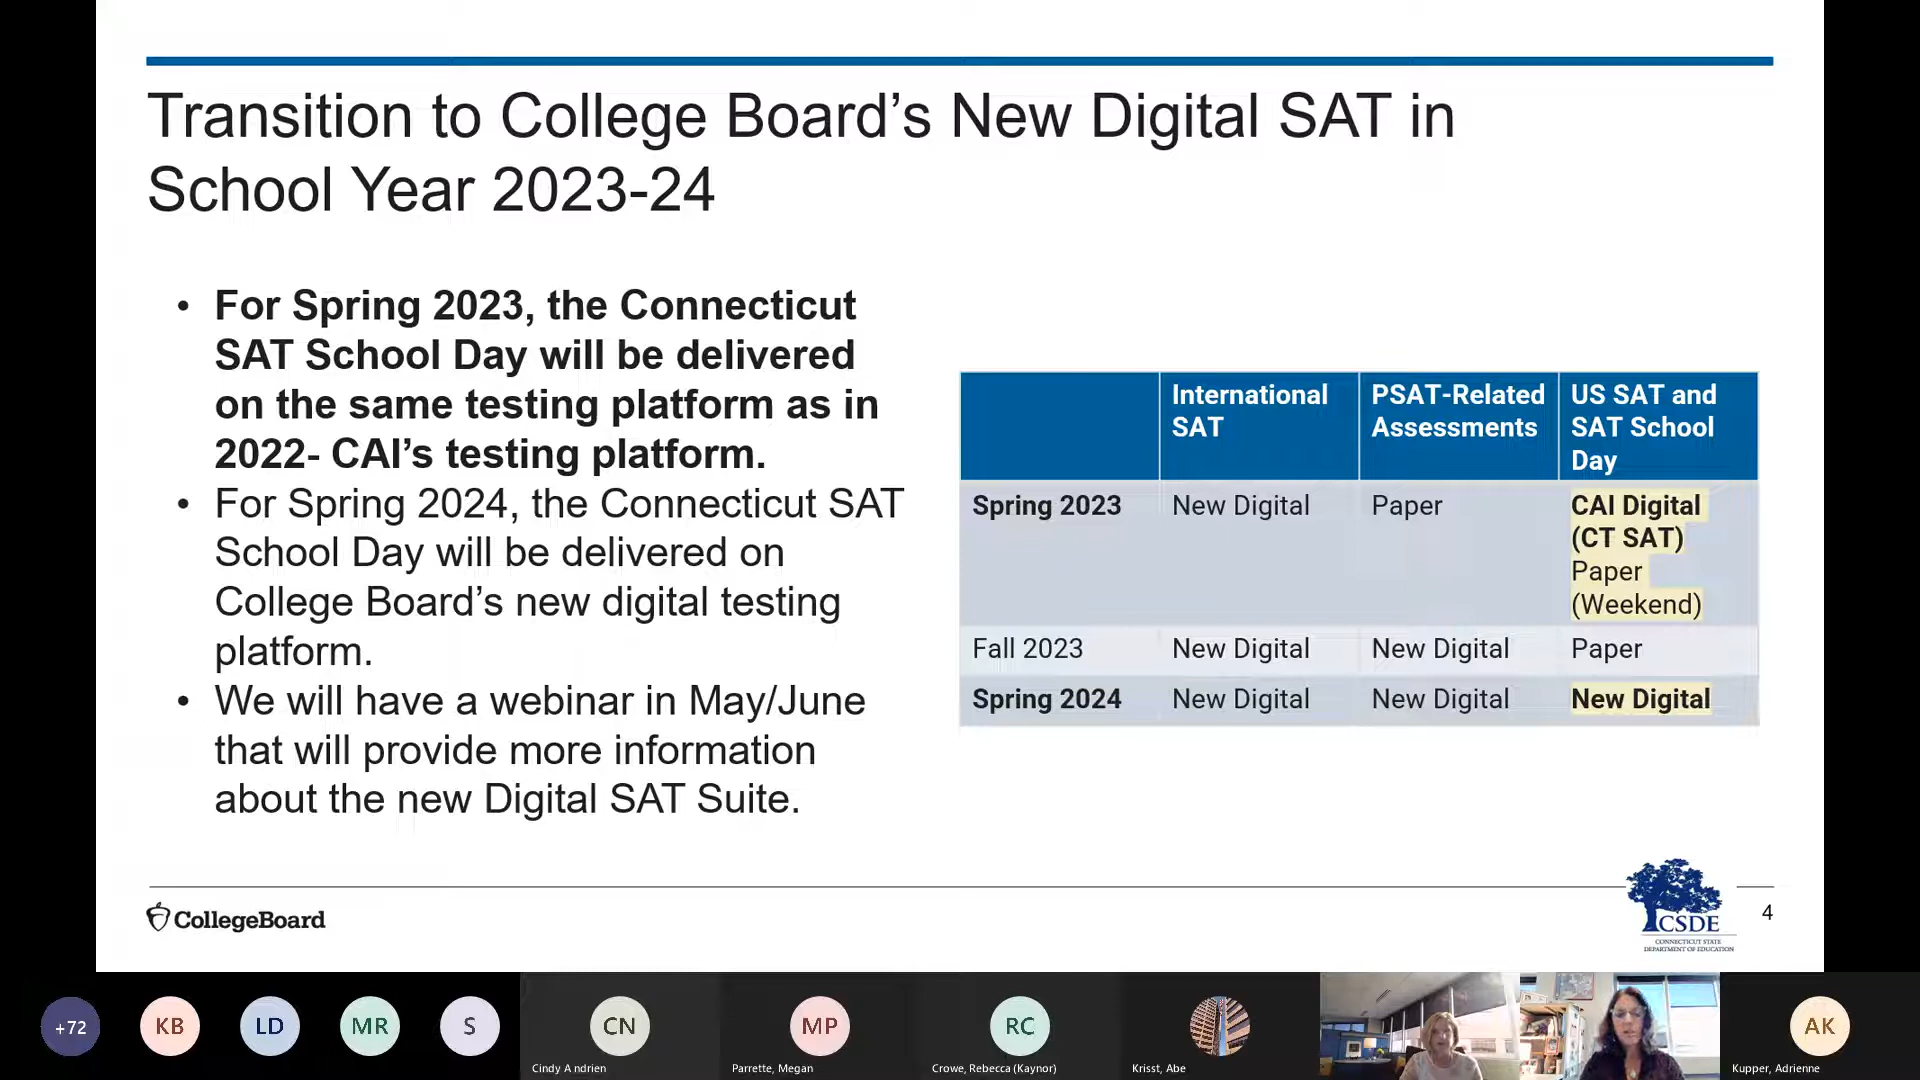 Transition to College Board’s New Digital SAT in
School Year 2023-24
• For Spring 2023, the Connecticut
SAT School Day will be delivered
on the same testing platform as in
2022- CAI’s testing platform.
• For Spring 2024, the Connecticut SAT
School Day will be delivered on
College Board’s new digital testing
platform.
• We will have a webinar in May/June
that will provide more information
about the new Digital SAT Suite.
International SAT | PSAT-Related Assessments | US SAT and SAT School Day
Spring 2023 | New Digital | Paper | CAI Digital (CT SAT) Paper (Weekend)
Fall 2023 | New Digital | New Digital | Paper
Spring 2024 | New Digital | New Digital | New Digital
CollegeBoard
CSDE
CONNECTICUT STATE
DEPARTMENT OF EDUCATION
4
+72
KB
LD
MR
S
CN
MP
RC
AK
Cindy A ndrien
Parrette, Megan
Crowe, Rebecca (Kaynor)
Krisst, Abe
Kupper, Adrienne